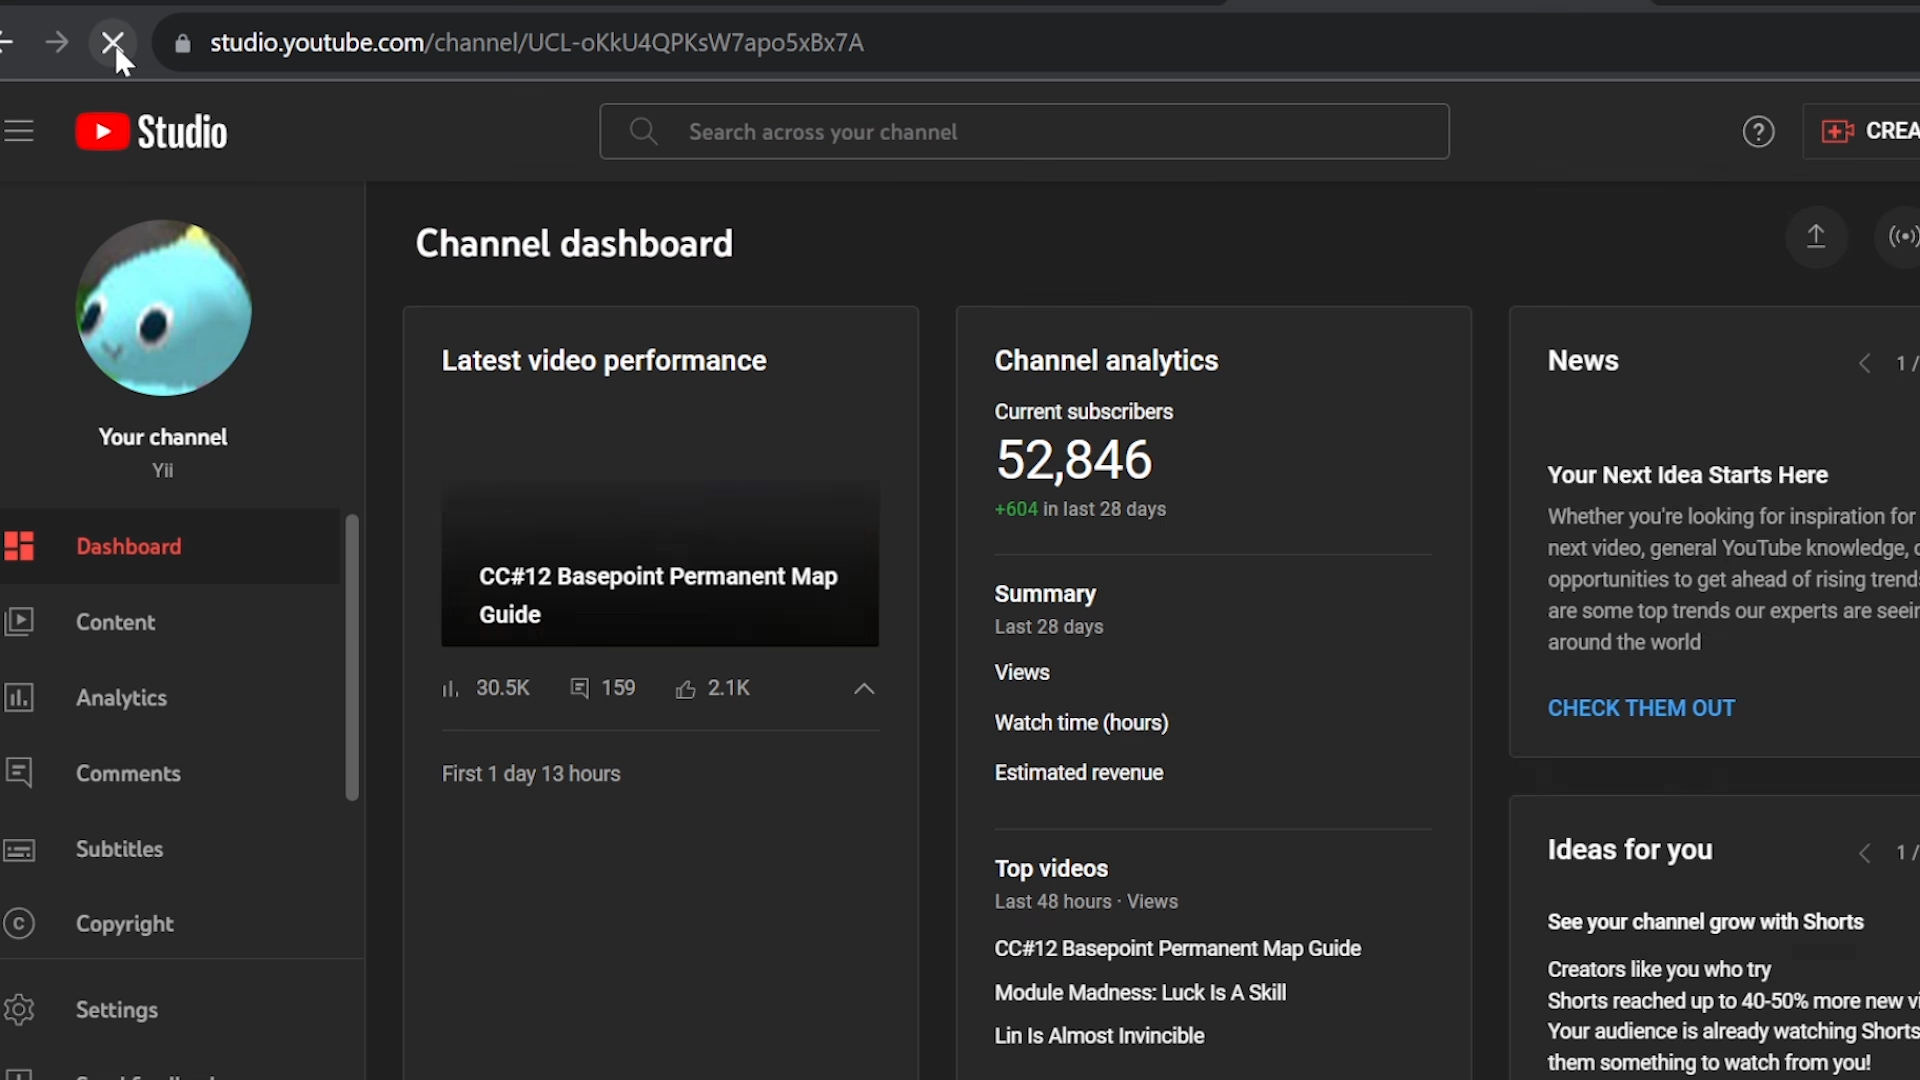 studio.youtube.com/channel/UCL-oKkU4QPKsW7apo5xBx7A
Studio
Search across your channel
CREA
Channel dashboard
Your channel
Yii
Dashboard
Content
Analytics
Comments
Subtitles
Copyright
Settings
Latest video performance
CC#12 Basepoint Permanent Map
Guide
30.5K 159 2.1K
First 1 day 13 hours
Channel analytics
Current subscribers
52,846
+604 in last 28 days
Summary
Last 28 days
Views
Watch time (hours)
Estimated revenue
Top videos
Last 48 hours · Views
CC#12 Basepoint Permanent Map Guide
Module Madness: Luck Is A Skill
Lin Is Almost Invincible
News
1 /
Your Next Idea Starts Here
Whether you're looking for inspiration for
next video, general YouTube knowledge,
opportunities to get ahead of rising trend
are some top trends our experts are seein
around the world
CHECK THEM OUT
Ideas for you
1 /
See your channel grow with Shorts
Creators like you who try
Shorts reached up to 40-50% more new vi
Your audience is already watching Shorts
them something to watch from you!